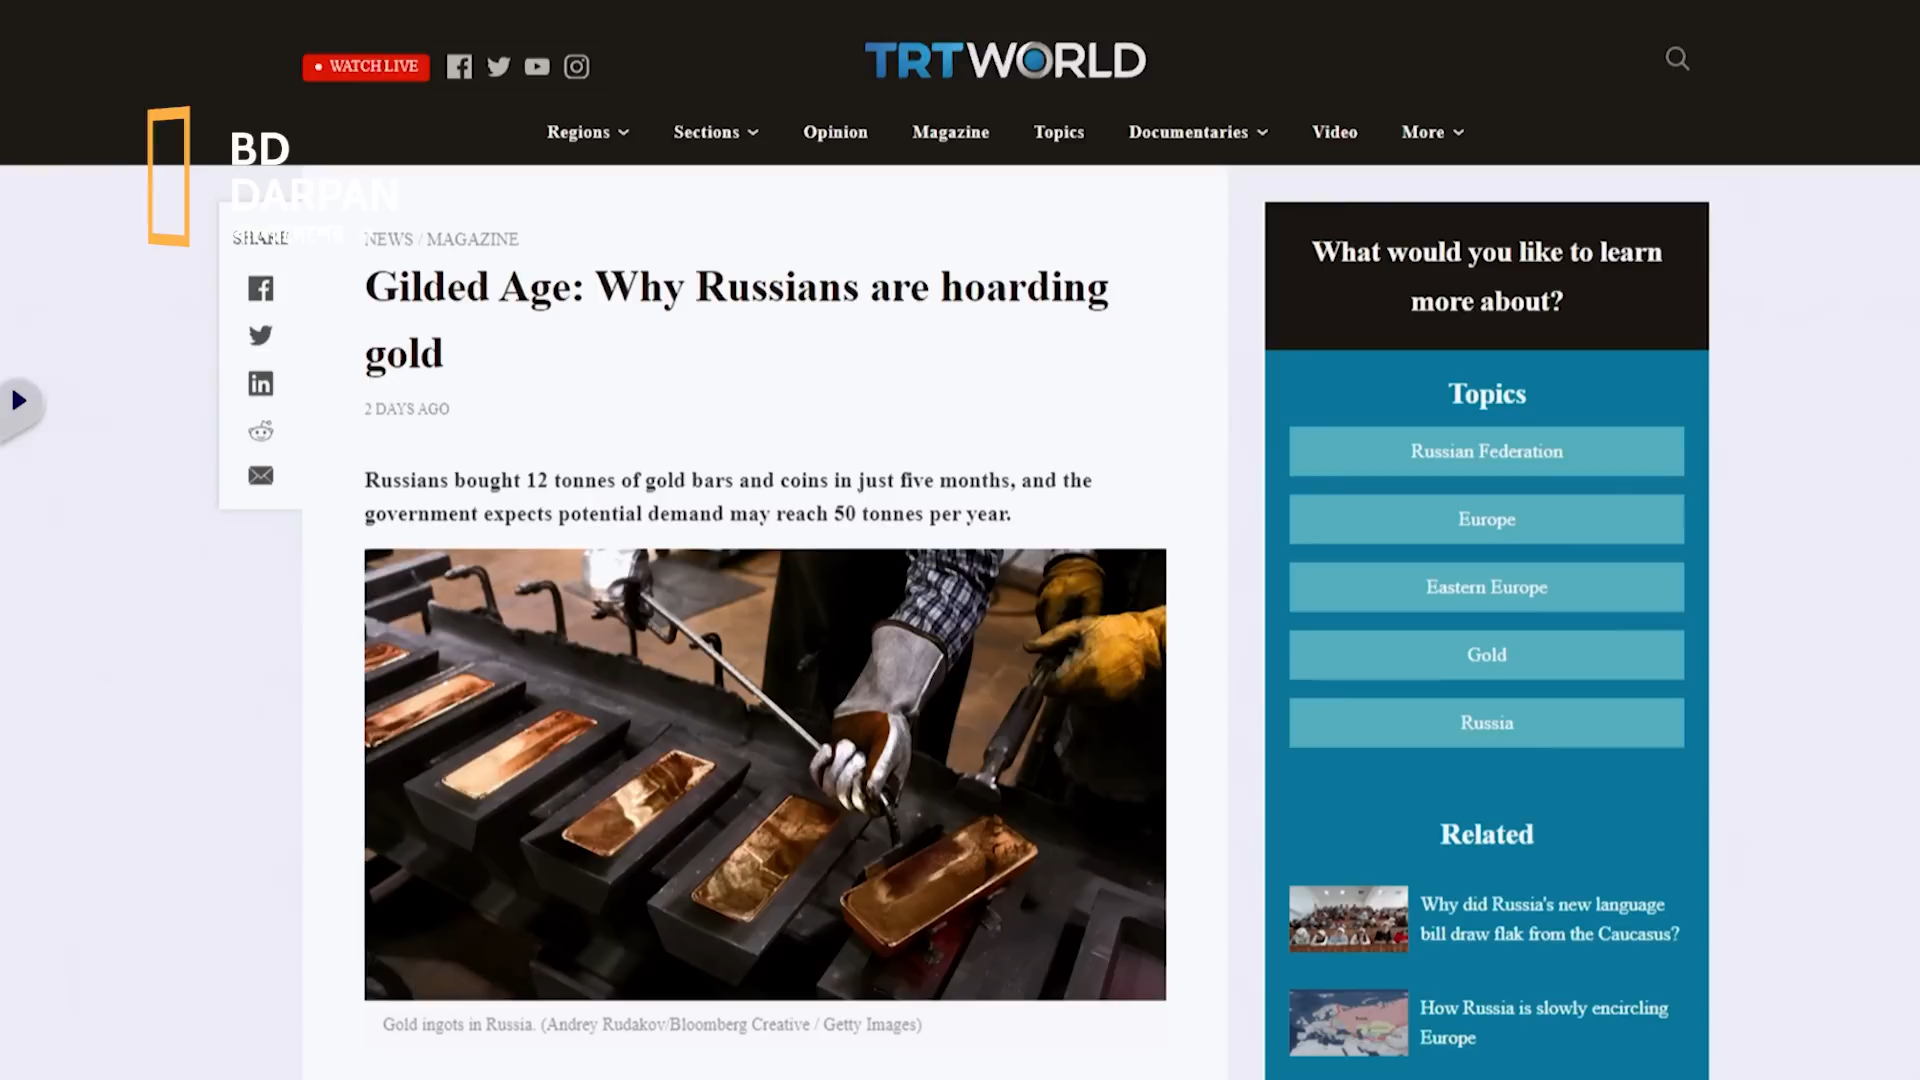 WATCH LIVE
TRTWORLD
Regions
Sections
Opinion
Magazine
Topics
Documentaries
Video
More
BD
DARPAN
SHARE
NEWS / MAGAZINE
Gilded Age: Why Russians are hoarding
gold
2 DAYS AGO
Russians bought 12 tonnes of gold bars and coins in just five months, and the
government expects potential demand may reach 50 tonnes per year.
Gold ingots in Russia. (Andrey Rudakov/Bloomberg Creative / Getty Images)
What would you like to learn
more about?
Topics
Russian Federation
Europe
Eastern Europe
Gold
Russia
Related
Why did Russia's new language
bill draw flak from the Caucasus?
How Russia is slowly encircling
Europe